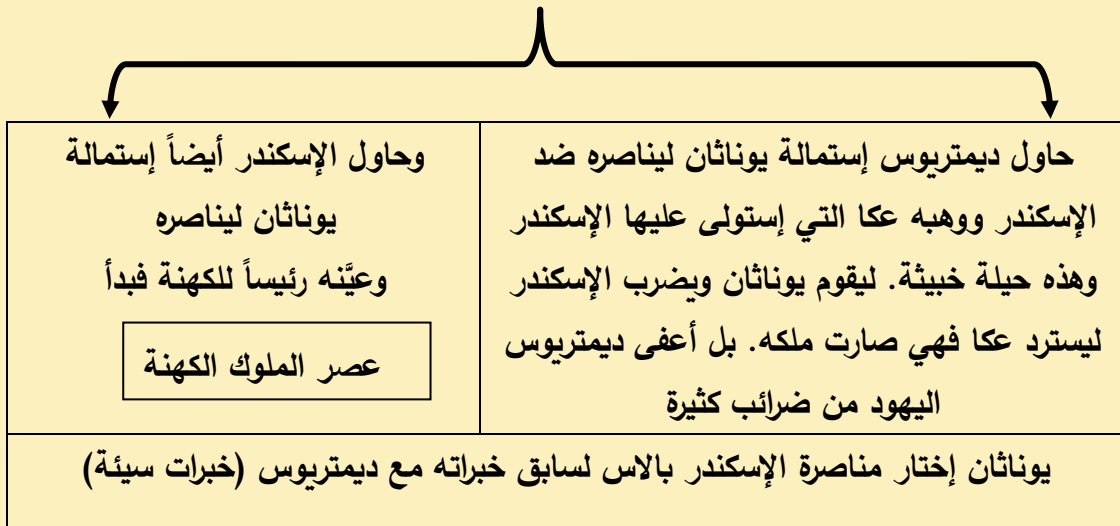 حاول ديمتريوس إستمالة يوناثان ليناصره ضد
الإسكندر ووهبه عكا التي إستولى عليها الإسكندر
وهذه حيلة خبيثة. ليقوم يوناثان ويضرب الإسكندر
ليسترد عكا فهي صارت ملكه. بل أعفى ديمتريوس
اليهود من ضرائب كثيرة
وحاول الإسكندر أيضاً إستمالة
يوناثان ليناصره
وعيَّنه رئيساً للكهنة فبدأ
عصر الملوك الكهنة
يوناثان إختار مناصرة الإسكندر بالاس لسابق خبراته مع ديمتريوس (خبرات سيئة)